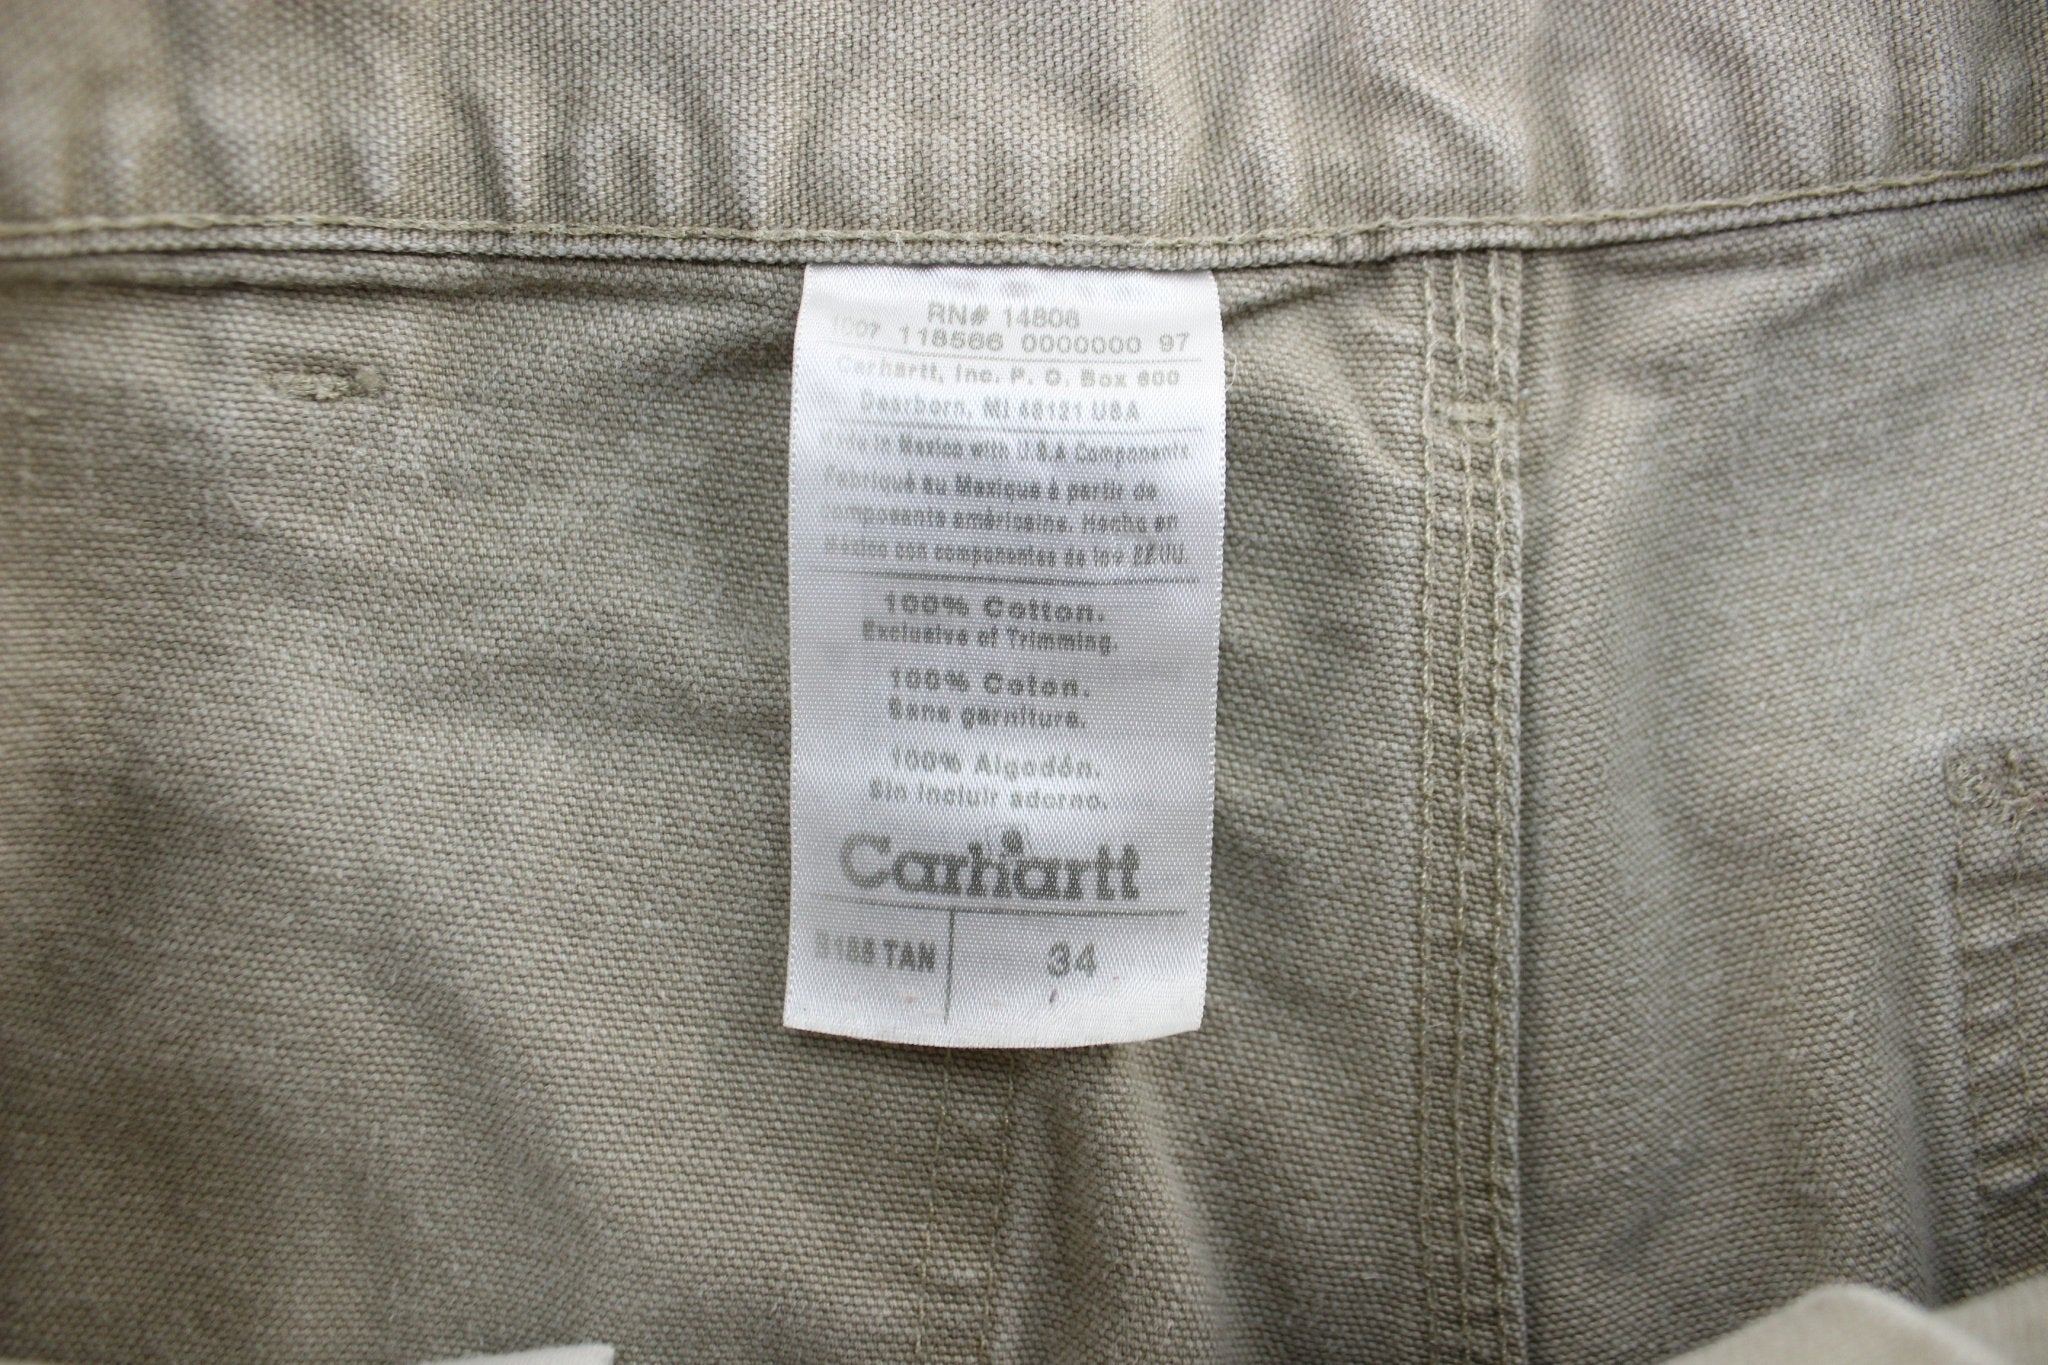 RN# 14806
118566 0000000 97
Carhartt, Inc. P. O. Box 600
Dearborn, MI 48121 USA
Made in Mexico with U.S.A Components
Fabriqué au Mexique à partir de
composants américains. Hecho en
México con componentes de los EE.UU.
100% Cotton.
Exclusive of Trimming.
100% Coton.
Sans garniture.
100% Algodón.
Sin incluir adorno.
Carhartt
TAN
34